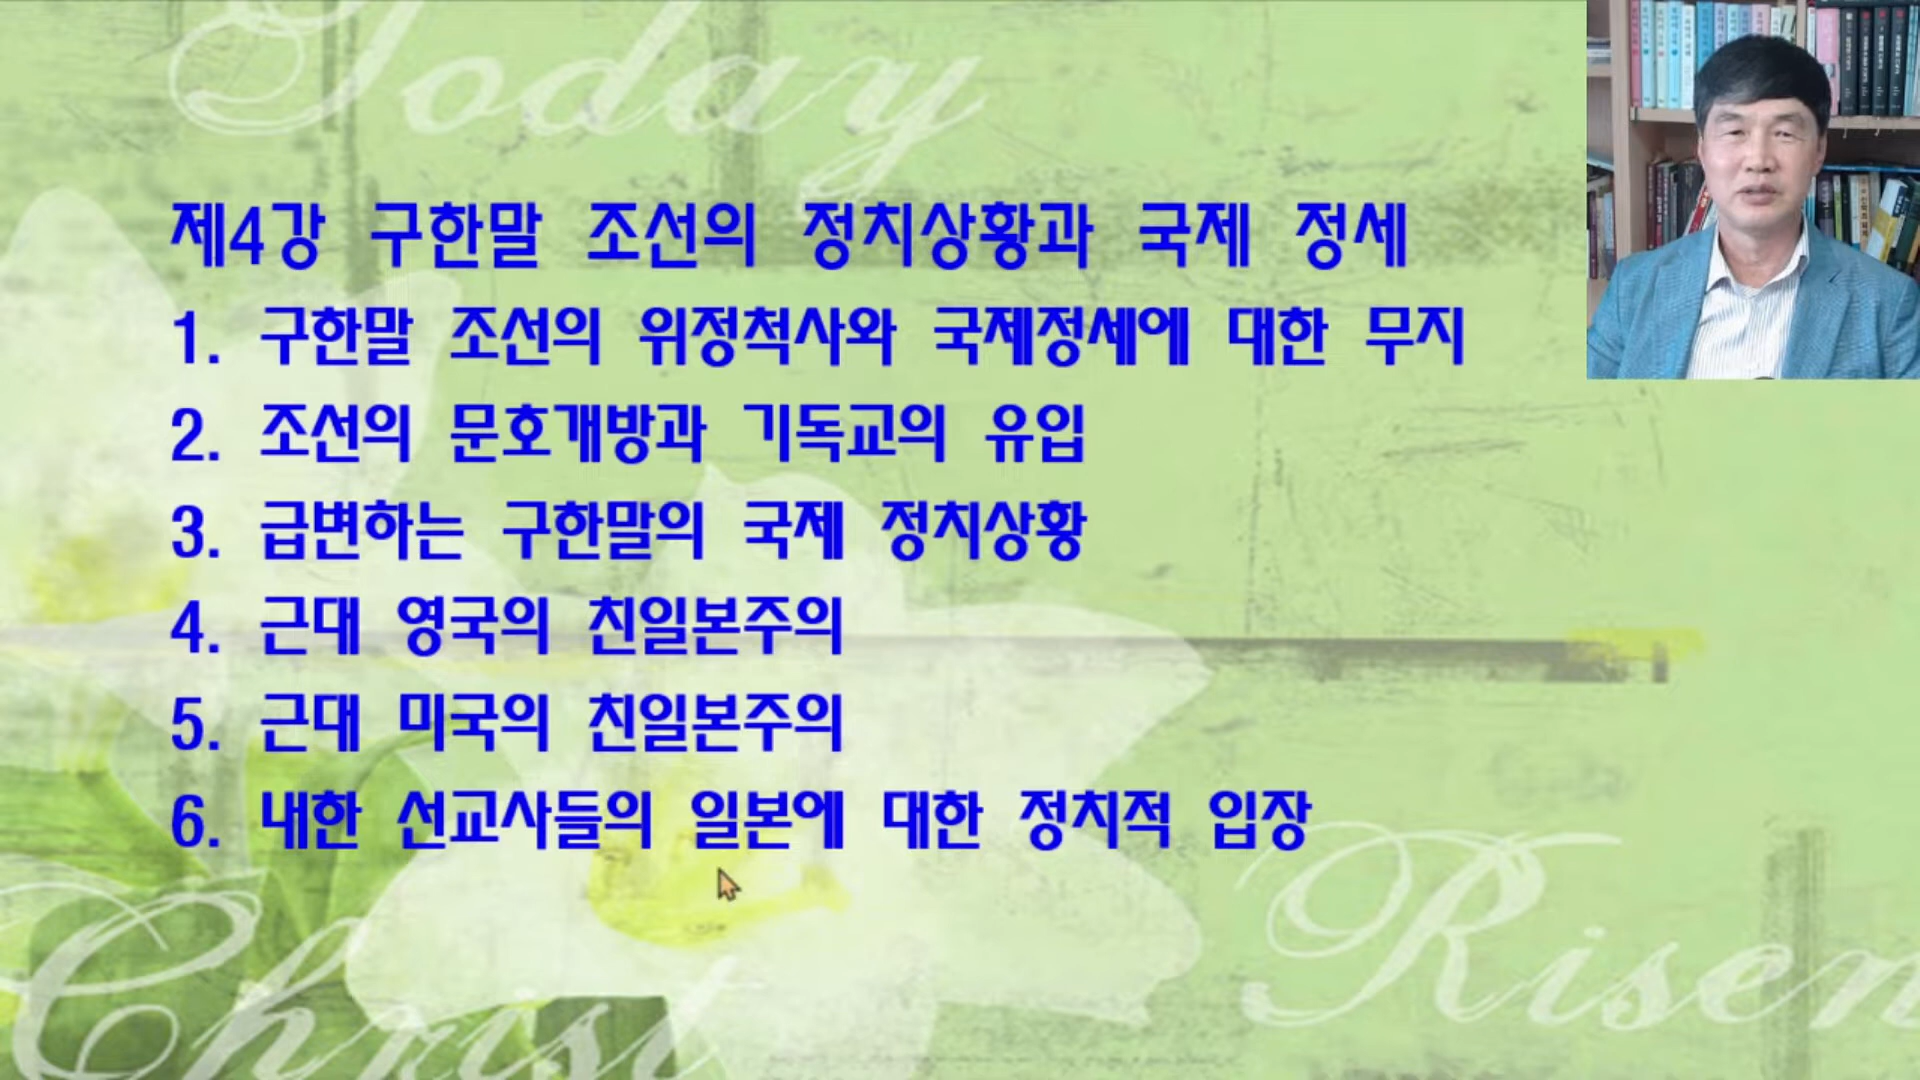 Today
제4강 구한말 조선의 정치상황과 국제 정세
1. 구한말 조선의 위정척사와 국제정세에 대한 무지
2. 조선의 문호개방과 기독교의 유입
3. 급변하는 구한말의 국제 정치상황
4. 근대 영국의 친일본주의
5. 근대 미국의 친일본주의
6. 내한 선교사들의 일본에 대한 정치적 입장
Christ
Risen